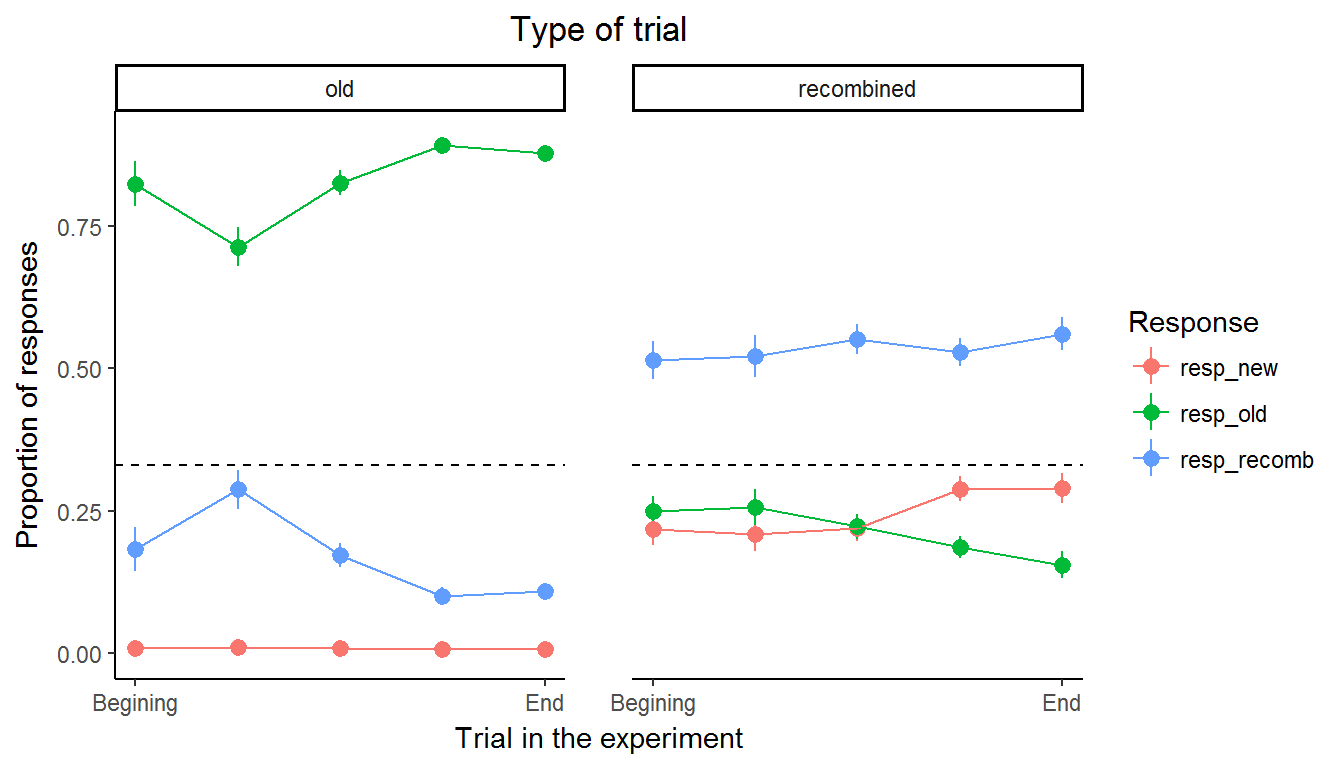 Type of trial
old
recombined
Proportion of responses
0.75
0.50
0.25
0.00
Begining
End
Begining
End
Trial in the experiment
Response
resp_new
resp_old
resp_recomb